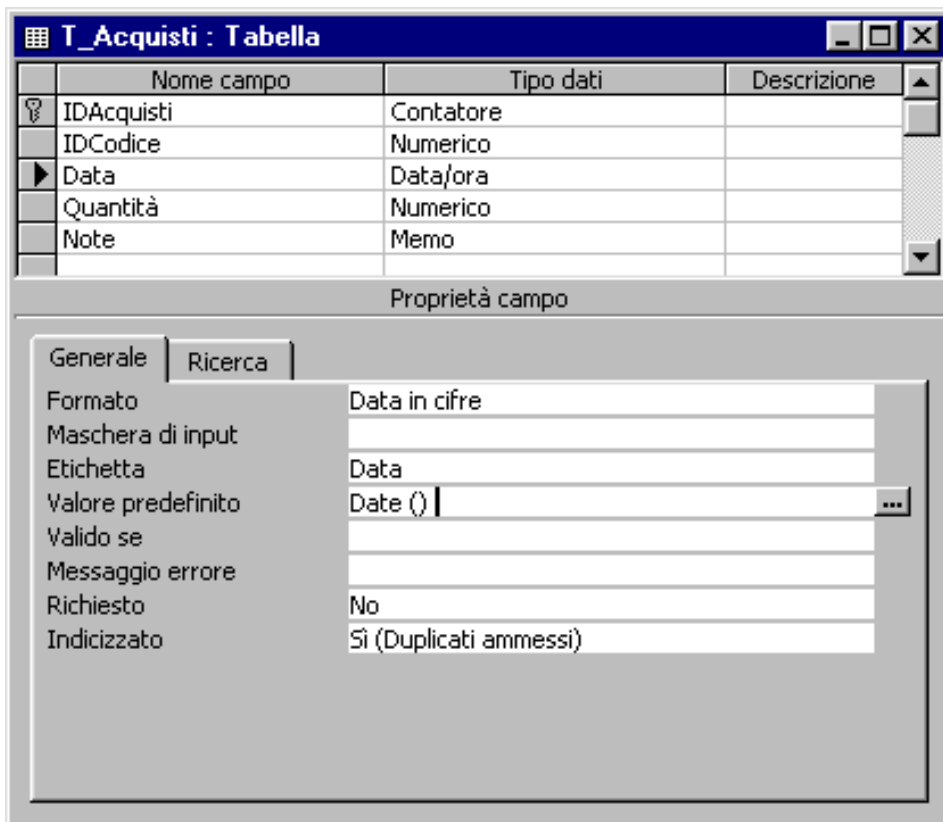 T_Acquisti : Tabella
Nome campo Tipo dati Descrizione
IDAcquisti Contatore
IDCodice Numerico
Data Data/ora
Quantità Numerico
Note Memo
Proprietà campo
Generale Ricerca
Formato Data in cifre
Maschera di input
Etichetta Data
Valore predefinito Date () ...
Valido se
Messaggio errore
Richiesto No
Indicizzato Sì (Duplicati ammessi)